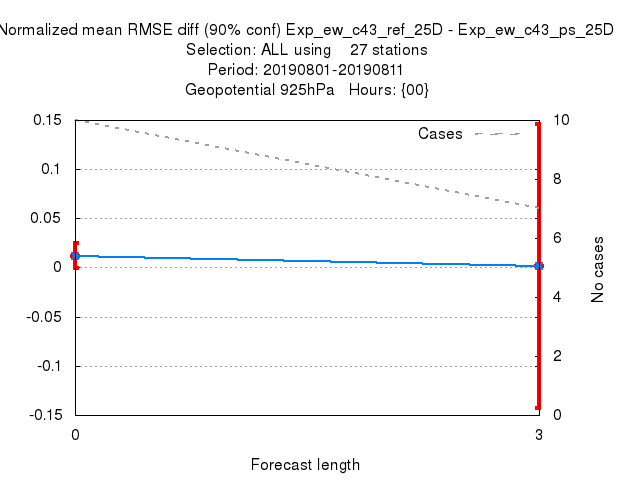 Normalized mean RMSE diff (90% conf) Exp_ew_c43_ref_25D - Exp_ew_c43_ps_25D
Selection: ALL using 27 stations
Period: 20190801-20190811
Geopotential 925hPa Hours: {00}
Cases
0.15
0.1
0.05
0
-0.05
-0.1
-0.15
10
8
6
4
2
0
No cases
0
3
Forecast length